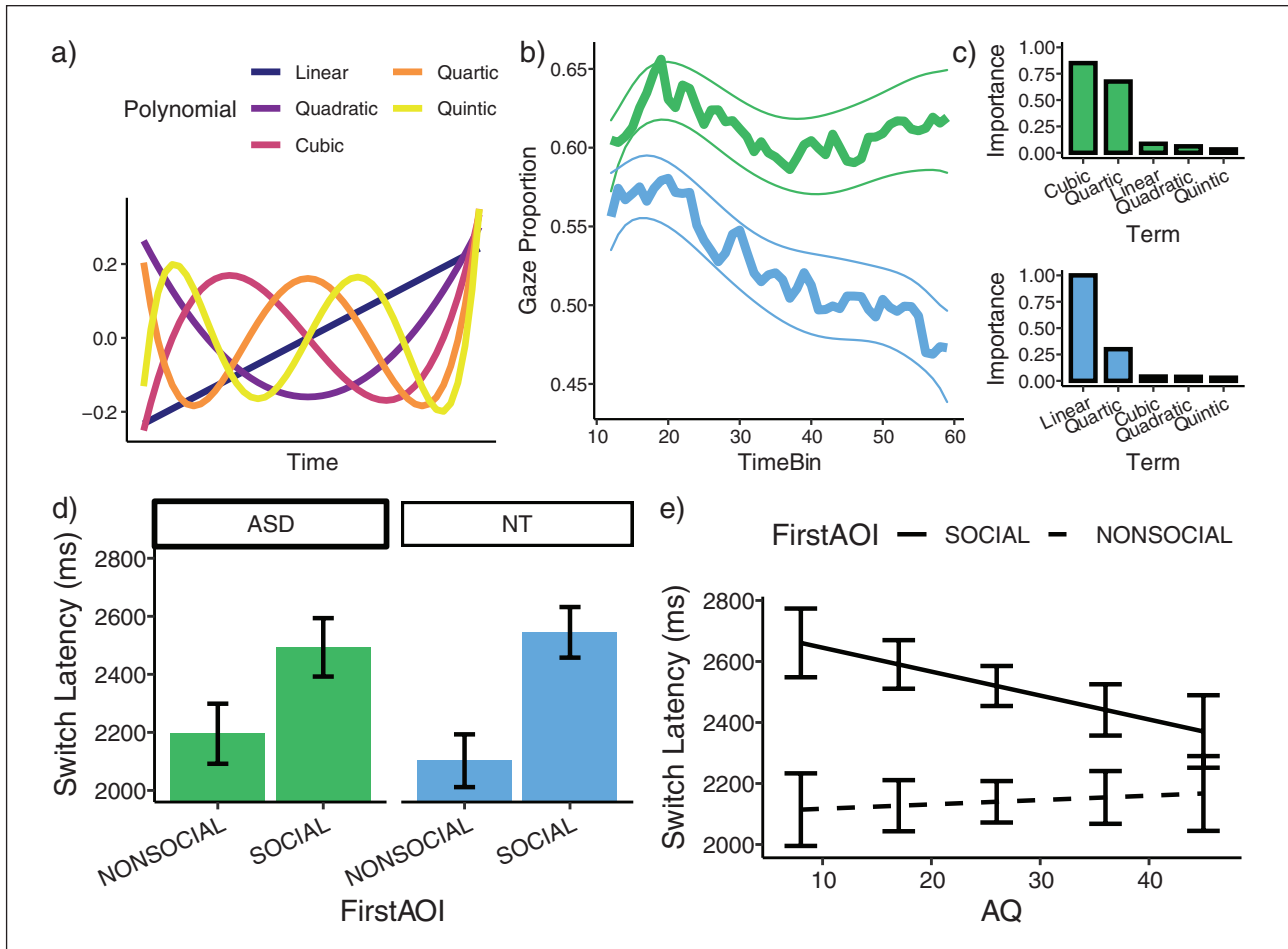 a)
Polynomial
Linear
Quadratic
Cubic
Quartic
Quintic
0.2
0.0
−0.2
Time
b)
Gaze Proportion
0.65
0.60
0.55
0.50
0.45
10 20 30 40 50 60
TimeBin
c)
Importance
1.00
0.75
0.50
0.25
0.00
Cubic Quartic Linear Quadratic Quintic
Term
Importance
1.00
0.75
0.50
0.25
0.00
Linear Quartic Cubic Quadratic Quintic
Term
d)
ASD NT
Switch Latency (ms)
2800
2600
2400
2200
2000
NONSOCIAL SOCIAL NONSOCIAL SOCIAL
FirstAOI
e)
FirstAOI SOCIAL NONSOCIAL
Switch Latency (ms)
2800
2600
2400
2200
2000
10 20 30 40
AQ